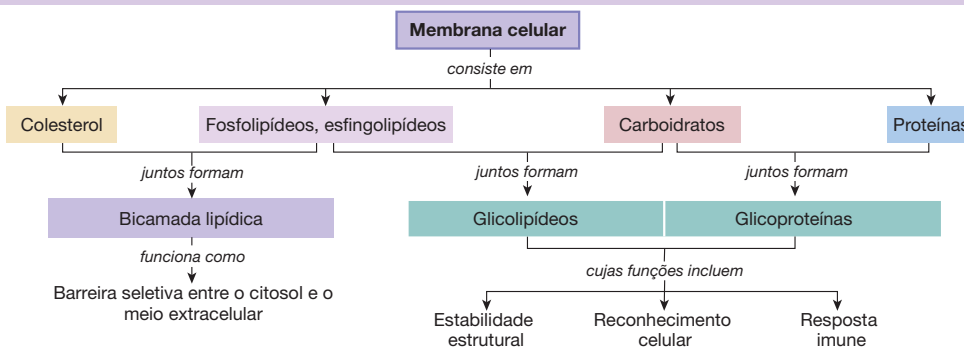 Membrana celular
consiste em
Colesterol
Fosfolipídeos, esfingolipídeos
Carboidratos
Proteínas
juntos formam
juntos formam
juntos formam
Bicamada lipídica
Glicolipídeos
Glicoproteínas
funciona como
cujas funções incluem
Barreira seletiva entre o citosol e o
meio extracelular
Estabilidade
estrutural
Reconhecimento
celular
Resposta
imune